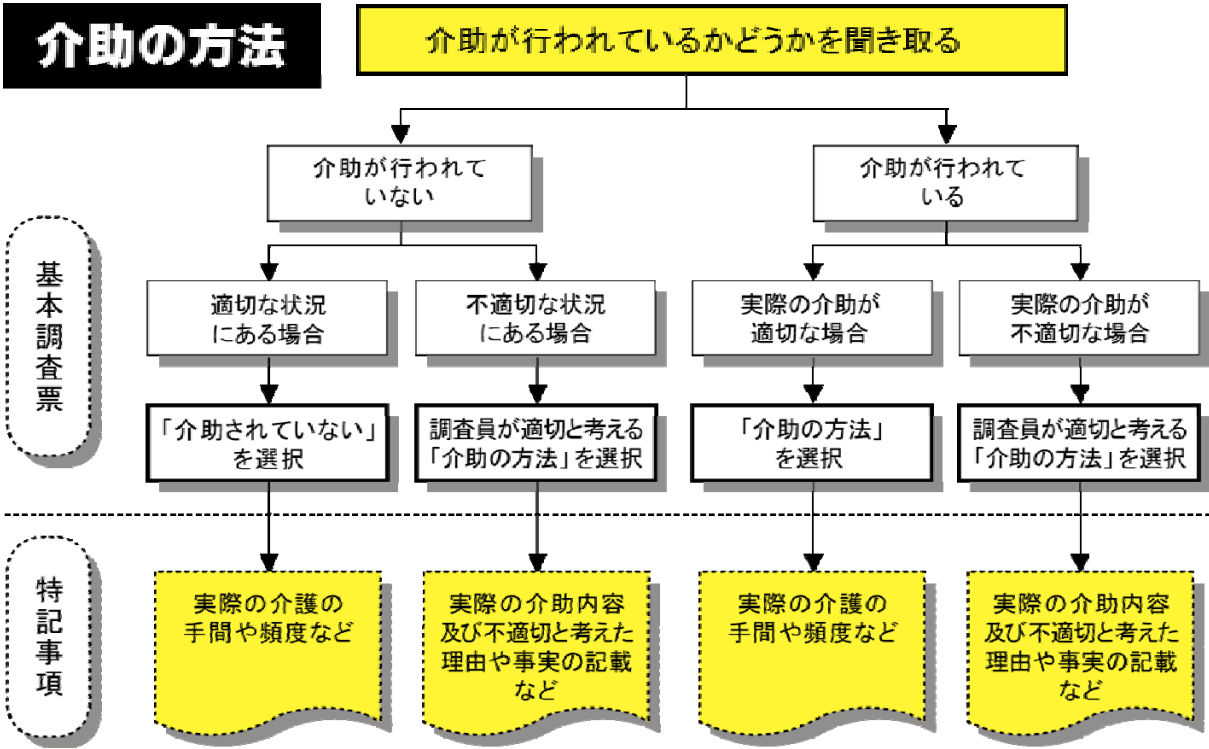 介助の方法
介助が行われているかどうかを聞き取る
介助が行われて
いない
介助が行われて
いる
基本調査票
適切な状況
にある場合
不適切な状況
にある場合
実際の介助が
適切な場合
実際の介助が
不適切な場合
「介助されていない」
を選択
調査員が適切と考える
「介助の方法」を選択
「介助の方法」
を選択
調査員が適切と考える
「介助の方法」を選択
特記事項
実際の介護の
手間や頻度など
実際の介助内容
及び不適切と考えた
理由や事実の記載
など
実際の介護の
手間や頻度など
実際の介助内容
及び不適切と考えた
理由や事実の記載
など